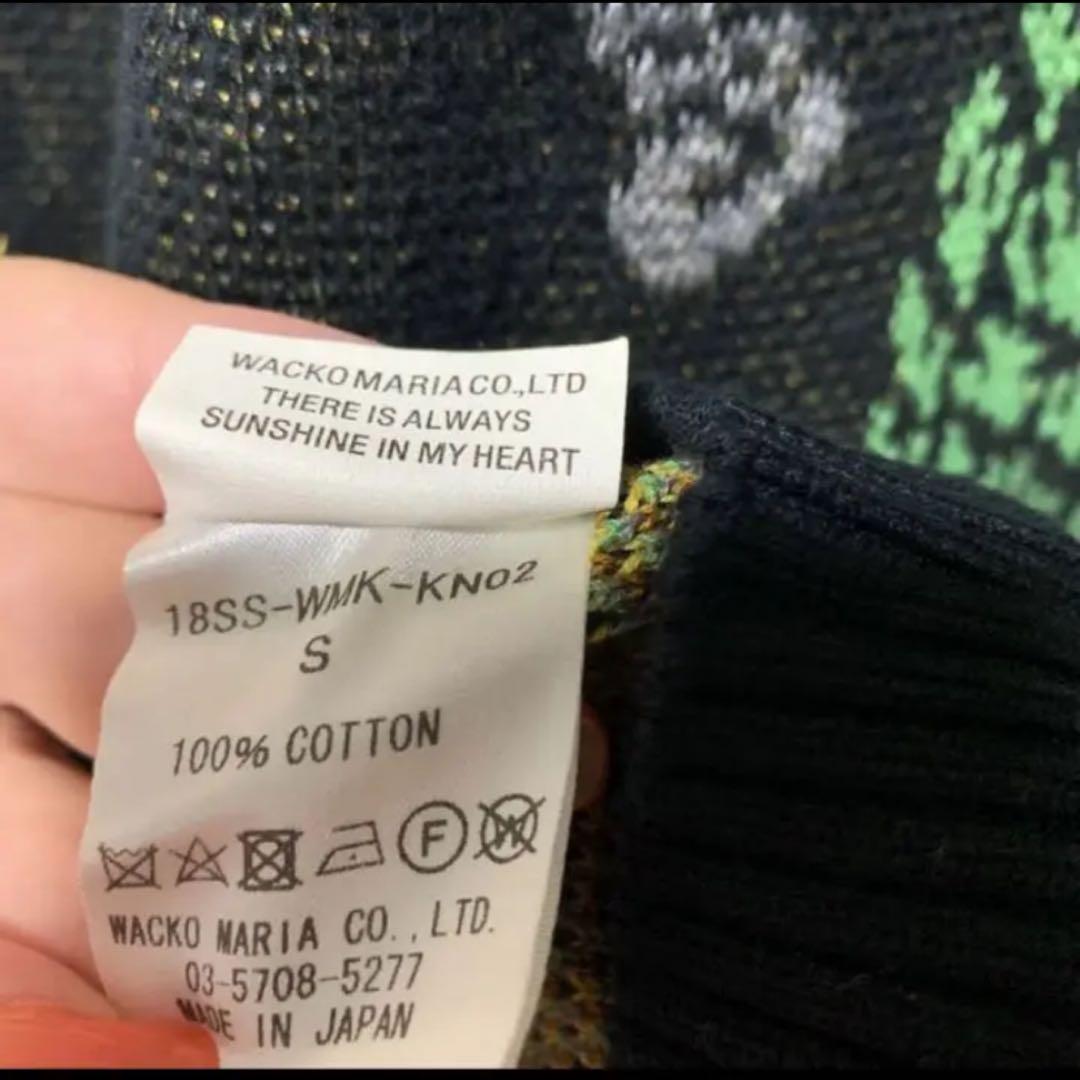 WACKO MARIA CO.,LTD
THERE IS ALWAYS
SUNSHINE IN MY HEART
18SS-WMK-KN02
S
100% COTTON
F W
WACKO MARIA CO.,LTD.
03-5708-5277
MADE IN JAPAN